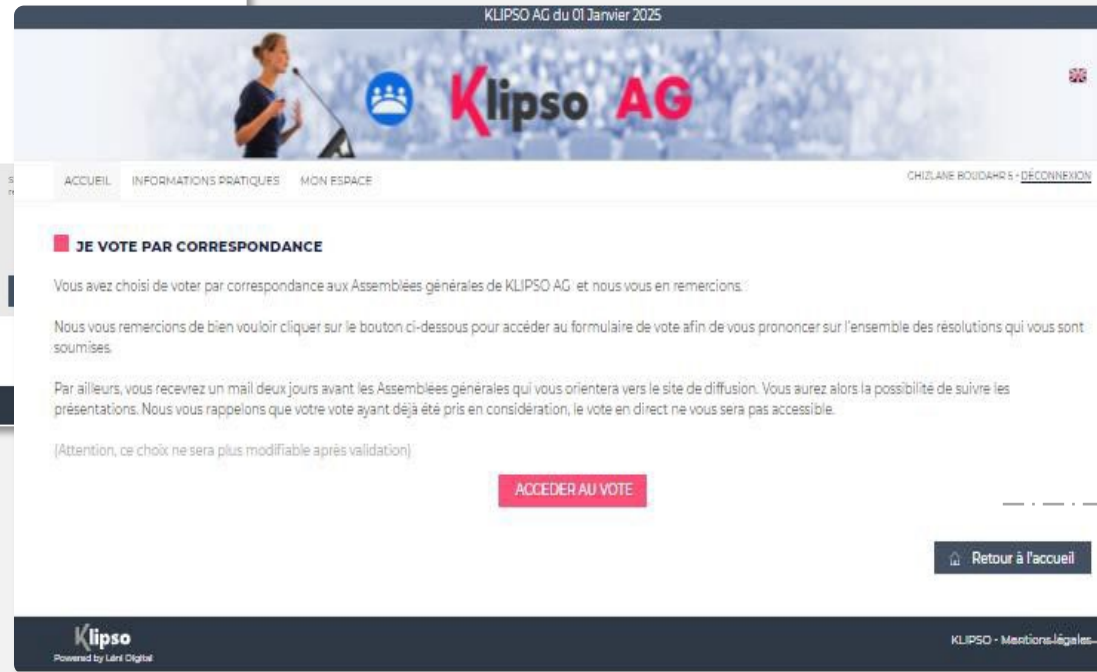 KLIPSO AG du 01 Janvier 2025
Klipso AG
ACCUEIL INFORMATIONS PRATIQUES MON ESPACE
GHIZLANE BOUDAHR 5 - DÉCONNEXION
JE VOTE PAR CORRESPONDANCE
Vous avez choisi de voter par correspondance aux Assemblées générales de KLIPSO AG et nous vous en remercions.
Nous vous remercions de bien vouloir cliquer sur le bouton ci-dessous pour accéder au formulaire de vote afin de vous prononcer sur l'ensemble des résolutions qui vous sont
soumises.
Par ailleurs, vous recevrez un mail deux jours avant les Assemblées générales qui vous orientera vers le site de diffusion. Vous aurez alors la possibilité de suivre les
présentations. Nous vous rappelons que votre vote ayant déjà été pris en considération, le vote en direct ne vous sera pas accessible.
(Attention, ce choix ne sera plus modifiable après validation)
ACCEDER AU VOTE
Retour à l'accueil
Klipso
Powered by Léni Digital
KLIPSO - Mentions légales